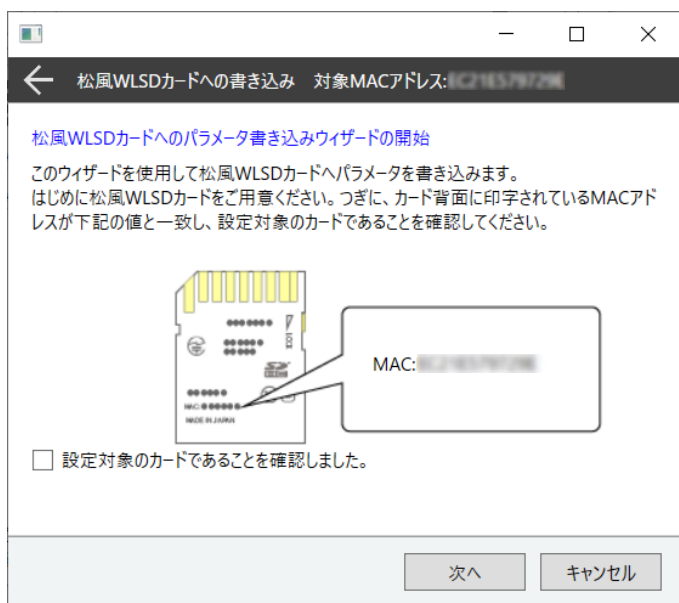 松風WLSDカードへの書き込み 対象MACアドレス:
松風WLSDカードへのパラメータ書き込みウィザードの開始
このウィザードを使用して松風WLSDカードへパラメータを書き込みます。
はじめに松風WLSDカードをご用意ください。つぎに、カード背面に印字されているMACアド
レスが下記の値と一致し、設定対象のカードであることを確認してください。
MAC:
MAC:
MADE IN JAPAN
設定対象のカードであることを確認しました。
次へ
キャンセル